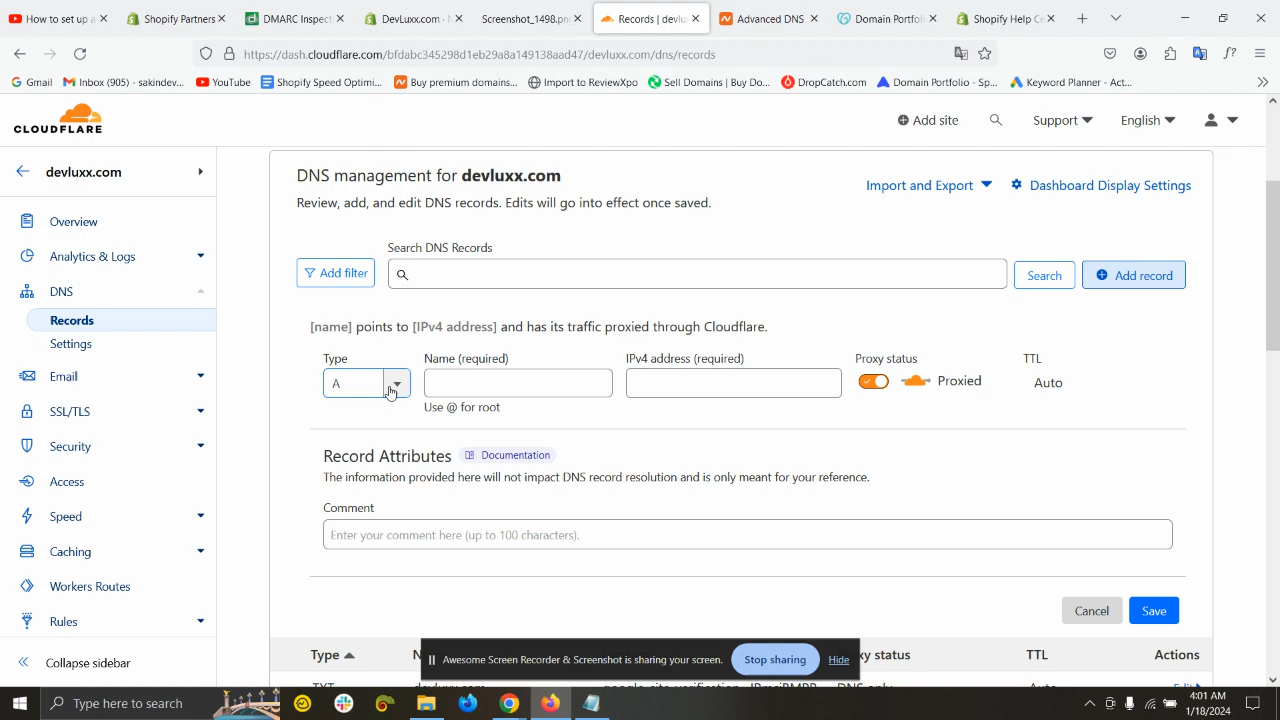 How to set up a
Shopify Partners
DMARC Inspect
DevLuxx.com
Screenshot_1498.png
Records | devlu
Advanced DNS
Domain Portfoli
Shopify Help Ce
https://dash.cloudflare.com/bfdabc345298d1eb29a8a149138aad47/devluxx.com/dns/records
Gmail
Inbox (905) - sakindev...
YouTube
Shopify Speed Optimi...
Buy premium domains...
Import to ReviewXpo
Sell Domains | Buy Do...
DropCatch.com
Domain Portfolio - Sp...
Keyword Planner - Act...
CLOUDFLARE
Add site
Support
English
devluxx.com
Overview
Analytics & Logs
DNS
Records
Settings
Email
SSL/TLS
Security
Access
Speed
Caching
Workers Routes
Rules
Collapse sidebar
DNS management for devluxx.com
Import and Export
Dashboard Display Settings
Review, add, and edit DNS records. Edits will go into effect once saved.
Search DNS Records
Add filter
Search
Add record
[name] points to [IPv4 address] and has its traffic proxied through Cloudflare.
Type
Name (required)
IPv4 address (required)
Proxy status
TTL
A
Proxied
Auto
Use @ for root
Record Attributes
Documentation
The information provided here will not impact DNS record resolution and is only meant for your reference.
Comment
Enter your comment here (up to 100 characters).
Cancel
Save
Type
TTL
Actions
Awesome Screen Recorder & Screenshot is sharing your screen.
Stop sharing
Hide
Type here to search
4:01 AM
1/18/2024